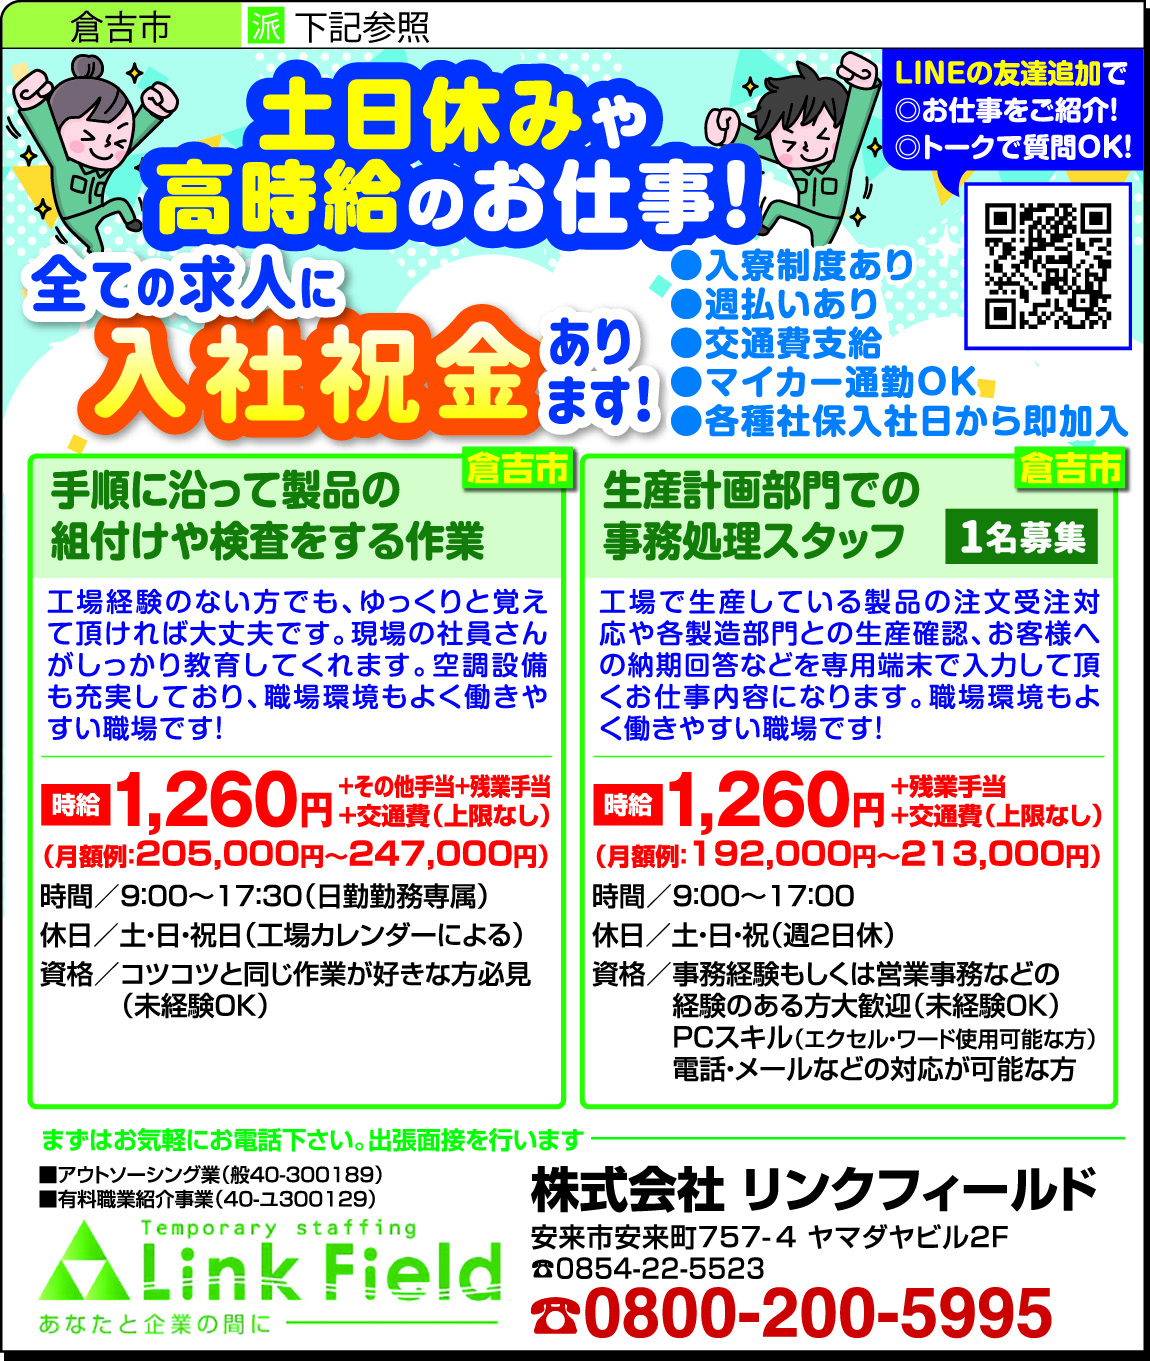 倉吉市
派 下記参照
土日休みや
高時給のお仕事!
LINEの友達追加で
◎お仕事をご紹介!
◎トークで質問OK!
全ての求人に
入社祝金
あり
ます!
●入寮制度あり
●週払いあり
●交通費支給
●マイカー通勤OK
●各種社保入社日から即加入
倉吉市
手順に沿って製品の
組付けや検査をする作業
工場経験のない方でも、ゆっくりと覚え
て頂ければ大丈夫です。現場の社員さん
がしっかり教育してくれます。空調設備
も充実しており、職場環境もよく働きや
すい職場です!
時給1,260円
+その他手当+残業手当
+交通費(上限なし)
(月額例:205,000円〜247,000円)
時間/9:00〜17:30(日勤勤務専属)
休日/土・日・祝日(工場カレンダーによる)
資格/コツコツと同じ作業が好きな方必見
(未経験OK)
倉吉市
生産計画部門での
事務処理スタッフ
1名募集
工場で生産している製品の注文受注対
応や各製造部門との生産確認、お客様へ
の納期回答などを専用端末で入力して頂
くお仕事内容になります。職場環境もよ
く働きやすい職場です!
時給1,260円
+残業手当
+交通費(上限なし)
(月額例:192,000円〜213,000円)
時間/9:00〜17:00
休日/土・日・祝(週2日休)
資格/事務経験もしくは営業事務などの
経験のある方大歓迎(未経験OK)
PCスキル(エクセル・ワード使用可能な方)
電話・メールなどの対応が可能な方
まずはお気軽にお電話下さい。出張面接を行います
■アウトソーシング業(般40-300189)
■有料職業紹介事業(40-ユ300129)
Temporary staffing
Link Field
あなたと企業の間に
株式会社 リンクフィールド
安来市安来町757-4 ヤマダヤビル2F
☎0854-22-5523
☎0800-200-5995